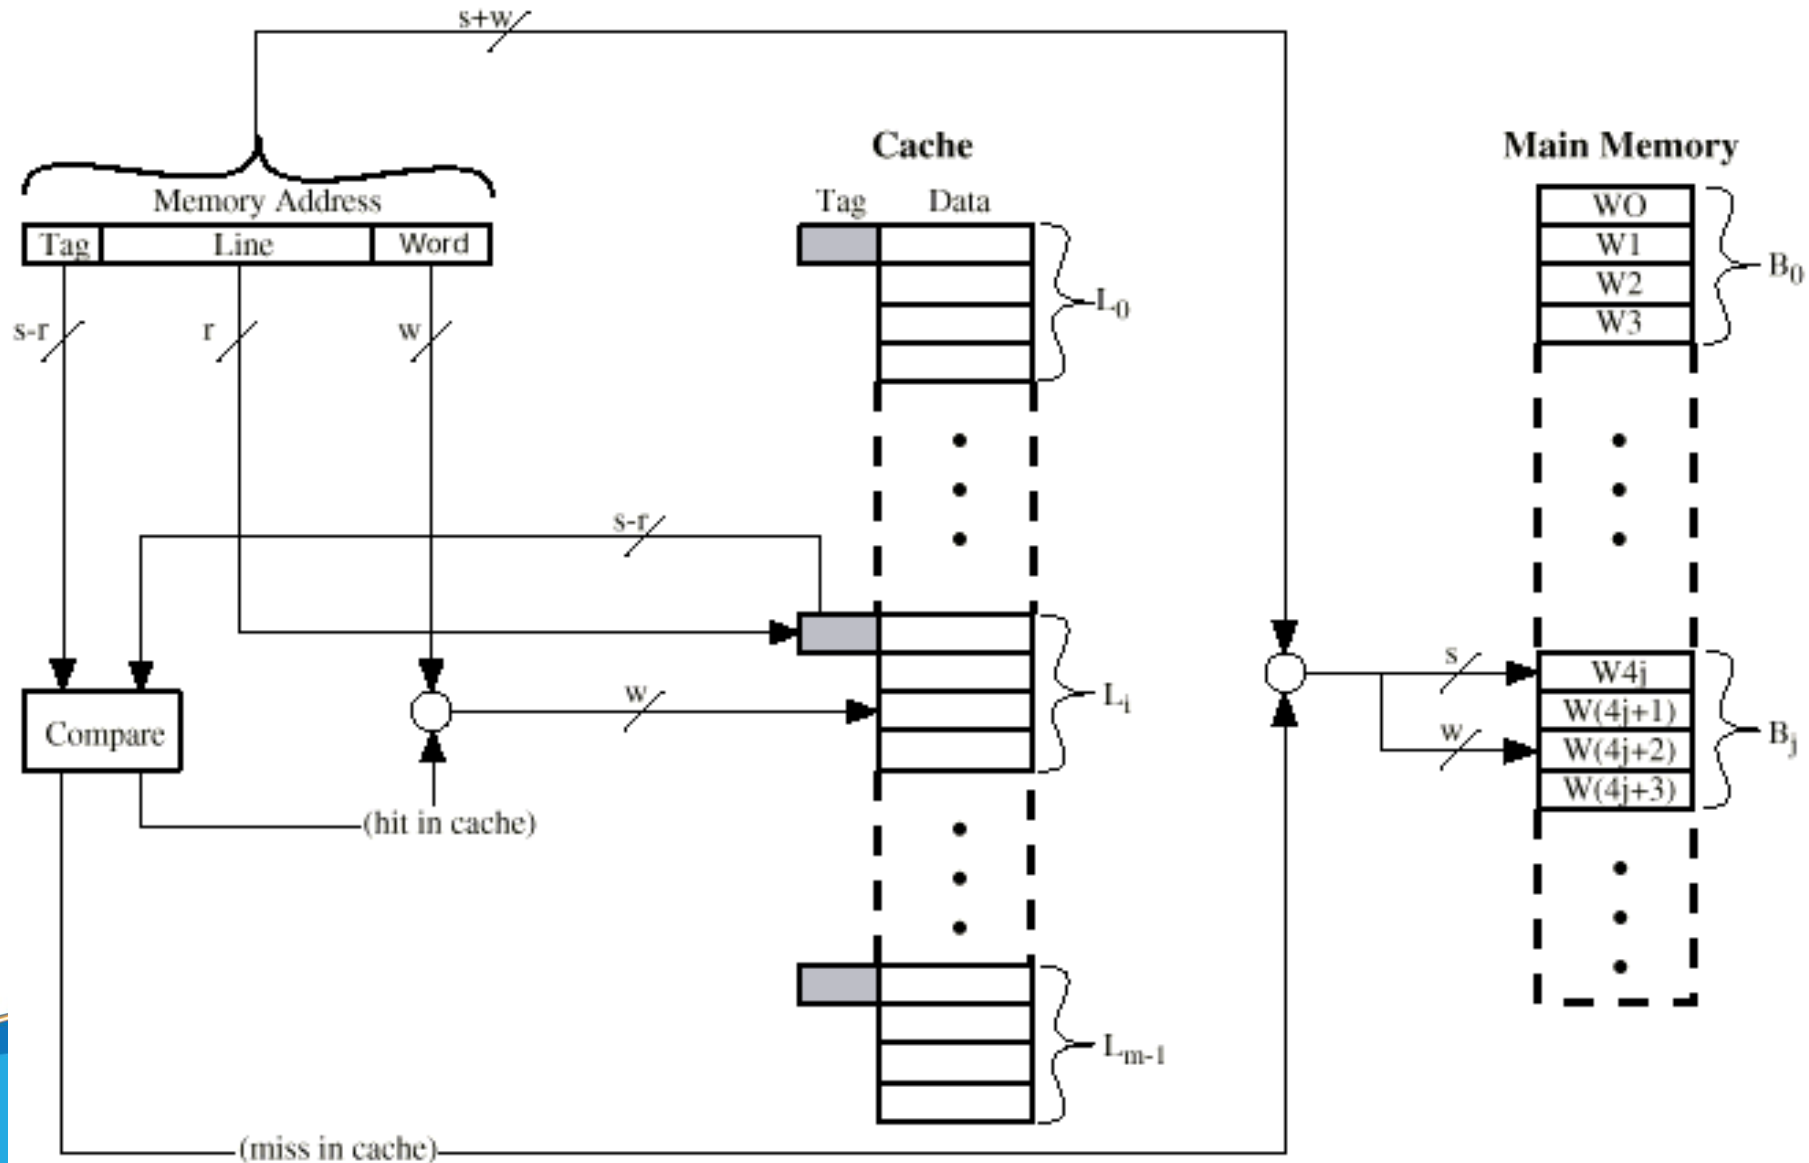 s+w
Cache
Main Memory
Memory Address
Tag Line Word
Tag Data
s-r
r
w
L0
WO
W1
W2
W3
B0
s-r
Compare
w
(hit in cache)
Li
s
w
W4j
W(4j+1)
W(4j+2)
W(4j+3)
Bj
Lm-1
(miss in cache)